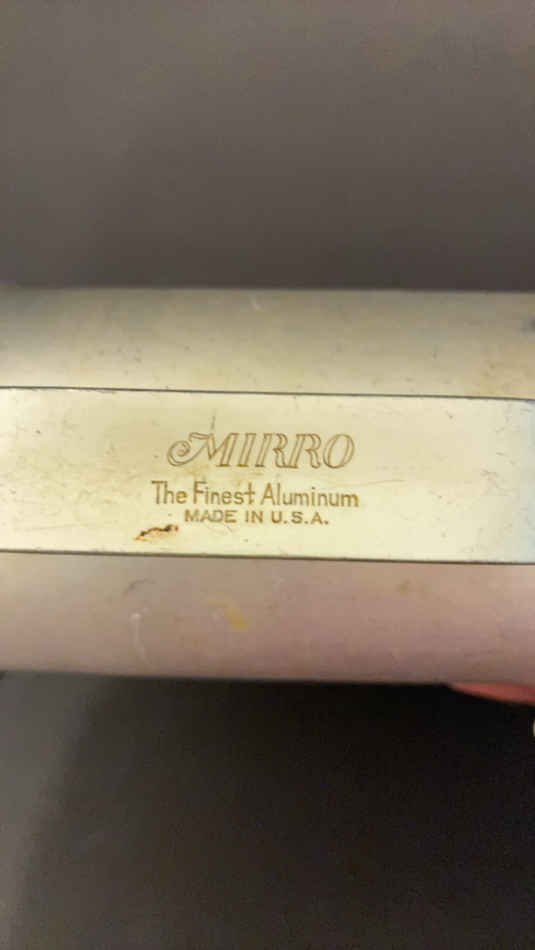 MIRRO
The Finest Aluminum
MADE IN U.S.A.